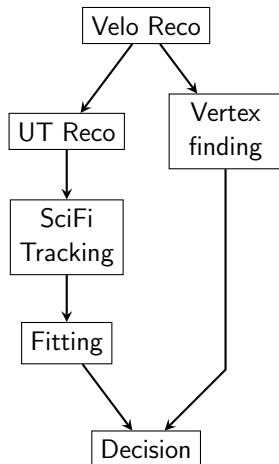 Velo Reco
UT Reco
Vertex
finding
SciFi
Tracking
Fitting
Decision